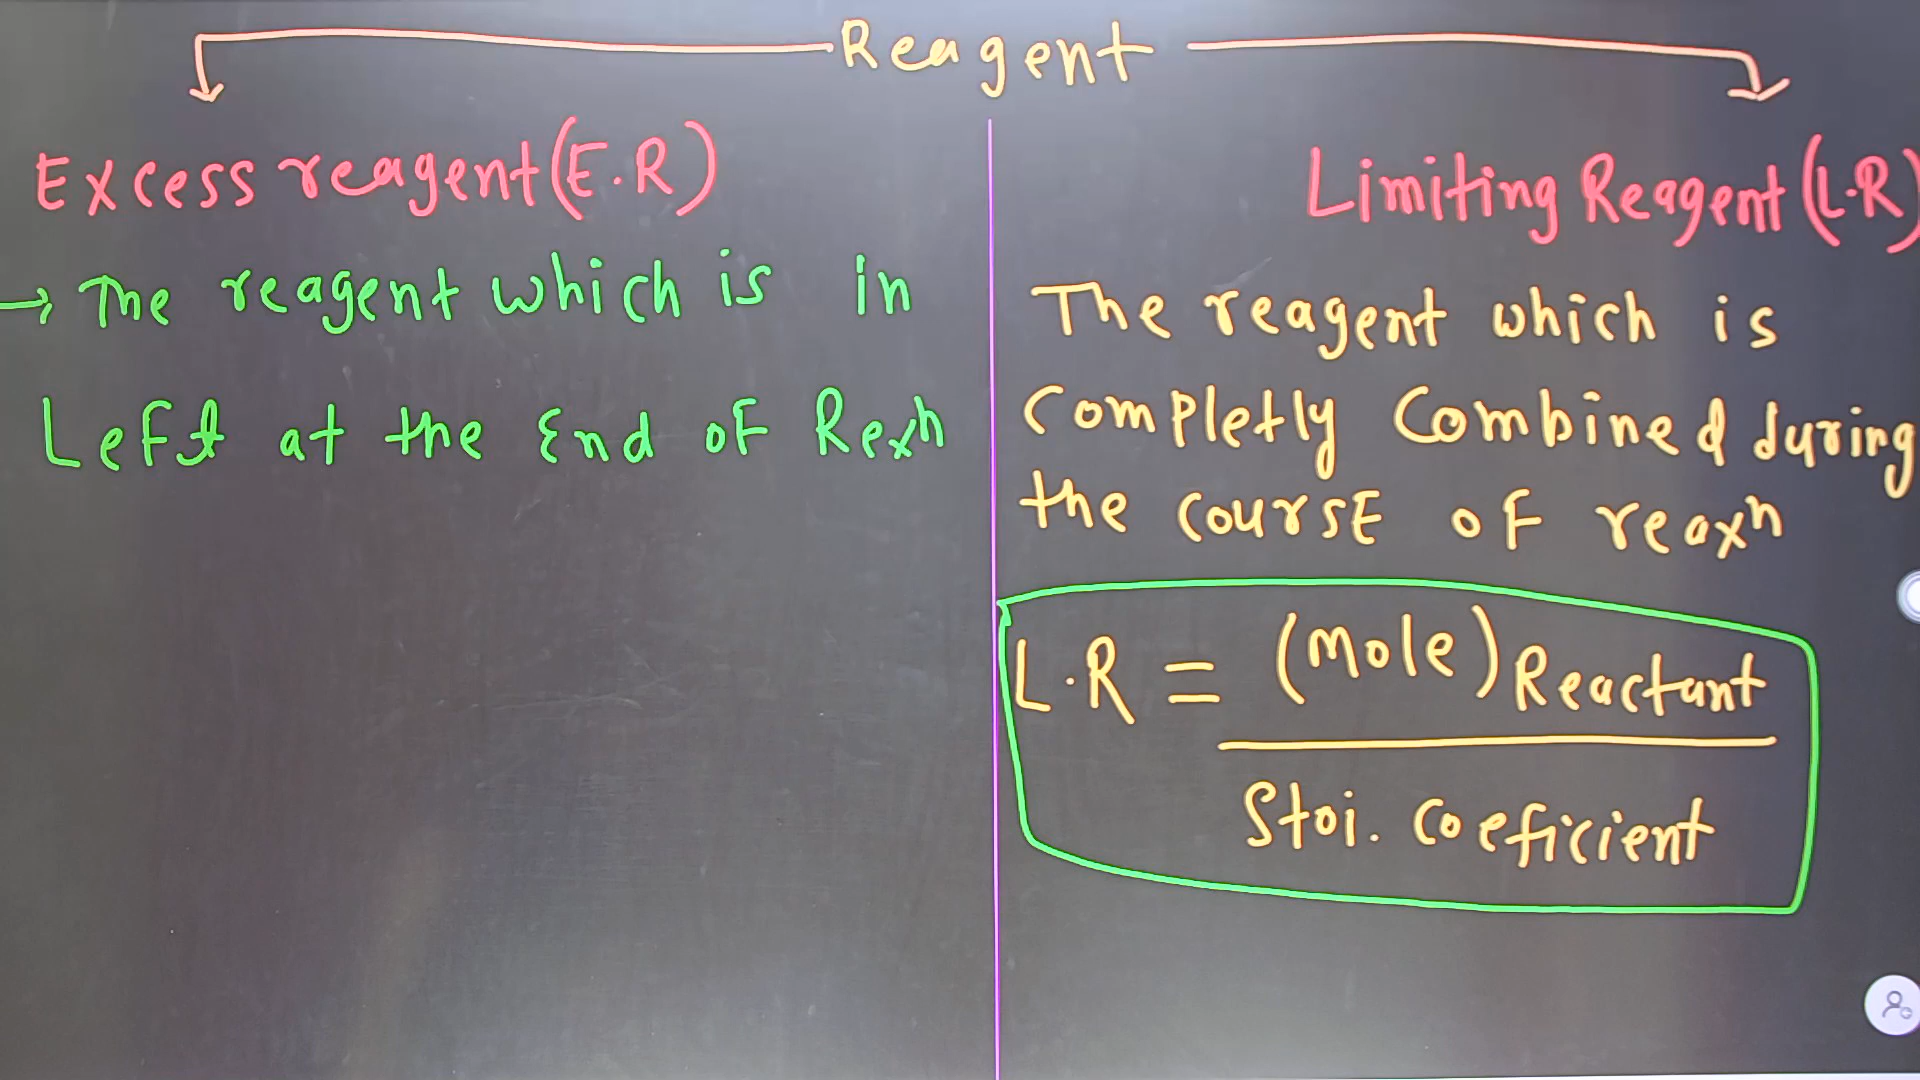 Reagent
Excess reagent (E.R)
→ The reagent which is in
Left at the End of Rexn
Limiting Reagent (L.R)
The reagent which is
Completly Combined during
the course of reaxn
L.R = (Mole) Reactant
Stoi. Coeficient